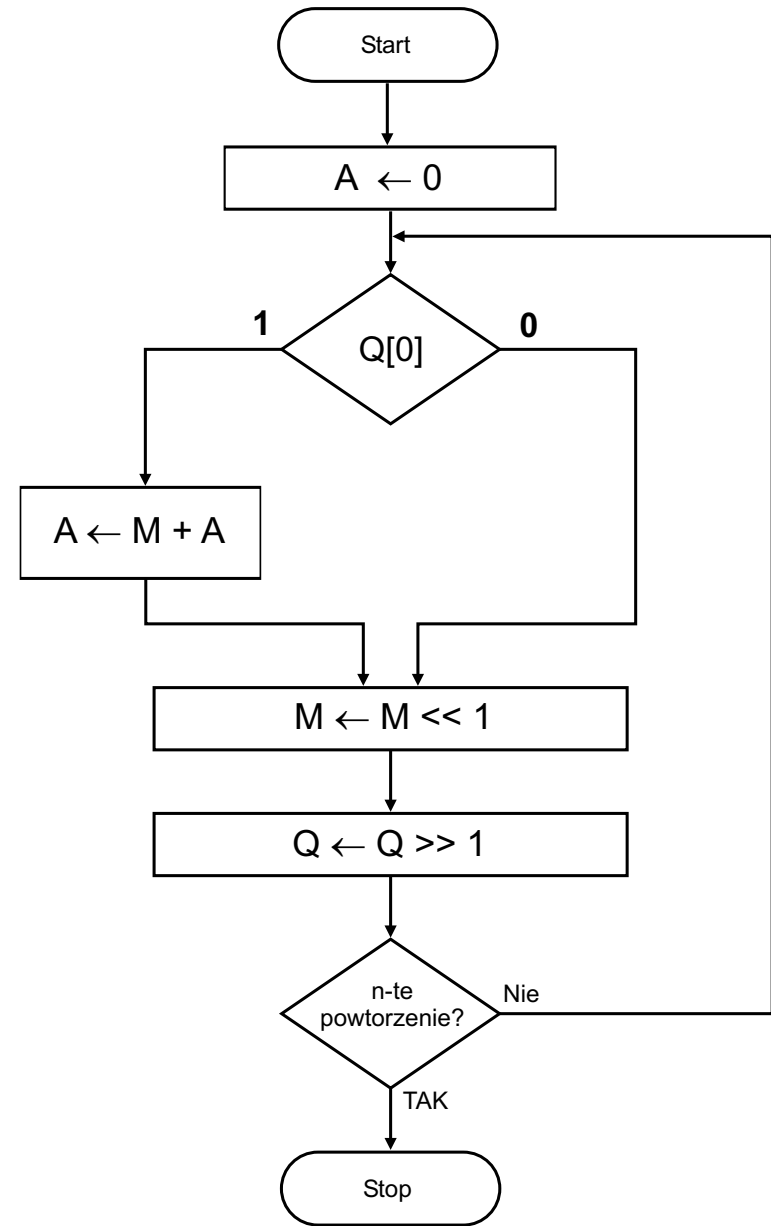 Start
A ← 0
1
0
Q[0]
A ← M + A
M ← M << 1
Q ← Q >> 1
n-te
powtorzenie?
Nie
TAK
Stop